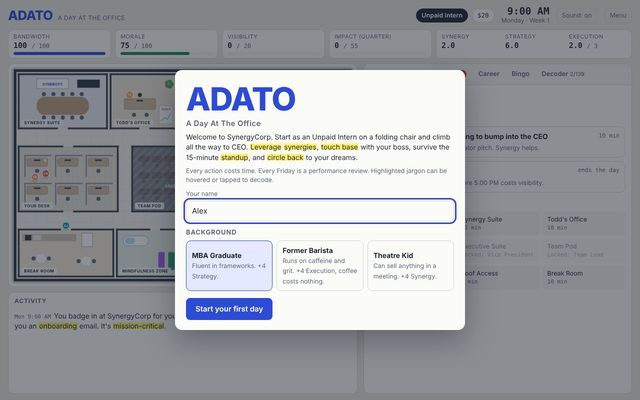 ADATO
A DAY AT THE OFFICE
Unpaid Intern
$20
9:00 AM
Monday · Week 1
Sound: on
Menu
BANDWIDTH
100 / 100
MORALE
75 / 100
VISIBILITY
0 / 20
IMPACT (QUARTER)
0 / 55
SYNERGY
2.0
STRATEGY
6.0
EXECUTION
2.0 / 3
SYNERGY
SYNERGY SUITE
TODD'S OFFICE
YOUR DESK
TEAM POD
BREAK ROOM
MINDFULNESS ZONE
Career
Bingo
Decoder 2/139
ng to bump into the CEO
10 min
tor pitch. Synergy helps.
ends the day
re 5:00 PM costs visibility.
ynergy Suite
Todd's Office
10 min
xecutive Suite
ocked: Vice President
Team Pod
Locked: Team Lead
oof Access
Break Room
10 min
ADATO
A Day At The Office
Welcome to SynergyCorp. Start as an Unpaid Intern on a folding chair and climb
all the way to CEO. Leverage synergies, touch base with your boss, survive the
15-minute standup, and circle back to your dreams.
Every action costs time. Every Friday is a performance review. Highlighted jargon can be
hovered or tapped to decode.
Your name
Alex
BACKGROUND
MBA Graduate
Fluent in frameworks. +4
Strategy.
Former Barista
Runs on caffeine and
grit. +4 Execution, coffee
costs nothing.
Theatre Kid
Can sell anything in a
meeting. +4 Synergy.
Start your first day
ACTIVITY
Mon 9:00 AM You badge in at SynergyCorp for you
you an onboarding email. It's mission-critical.